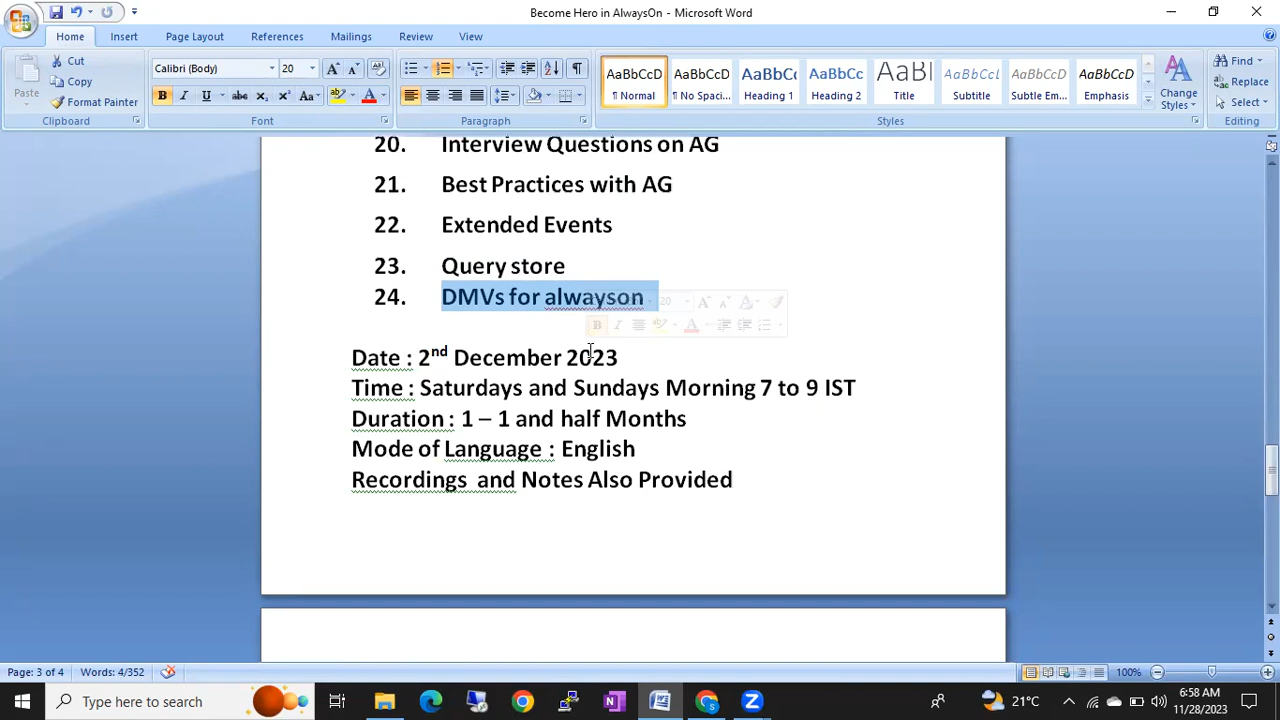 Become Hero in AlwaysOn - Microsoft Word
Home Insert Page Layout References Mailings Review View
Paste Cut Copy Format Painter Clipboard
Calibri (Body) 20 Font
Paragraph
AaBbCcD ¶ Normal
AaBbCcD ¶ No Spaci...
AaBbCc Heading 1
AaBbCc Heading 2
AaBl Title
AaBbCcl Subtitle
AaBbCcD Subtle Em...
AaBbCcD Emphasis
Change Styles Styles
Find Replace Select Editing
20. Interview Questions on AG
21. Best Practices with AG
22. Extended Events
23. Query store
24. DMVs for alwayson
Date : 2nd December 2023
Time : Saturdays and Sundays Morning 7 to 9 IST
Duration : 1 – 1 and half Months
Mode of Language : English
Recordings and Notes Also Provided
Page: 3 of 4 Words: 4/352 100%
Type here to search 21°C 6:58 AM
11/28/2023